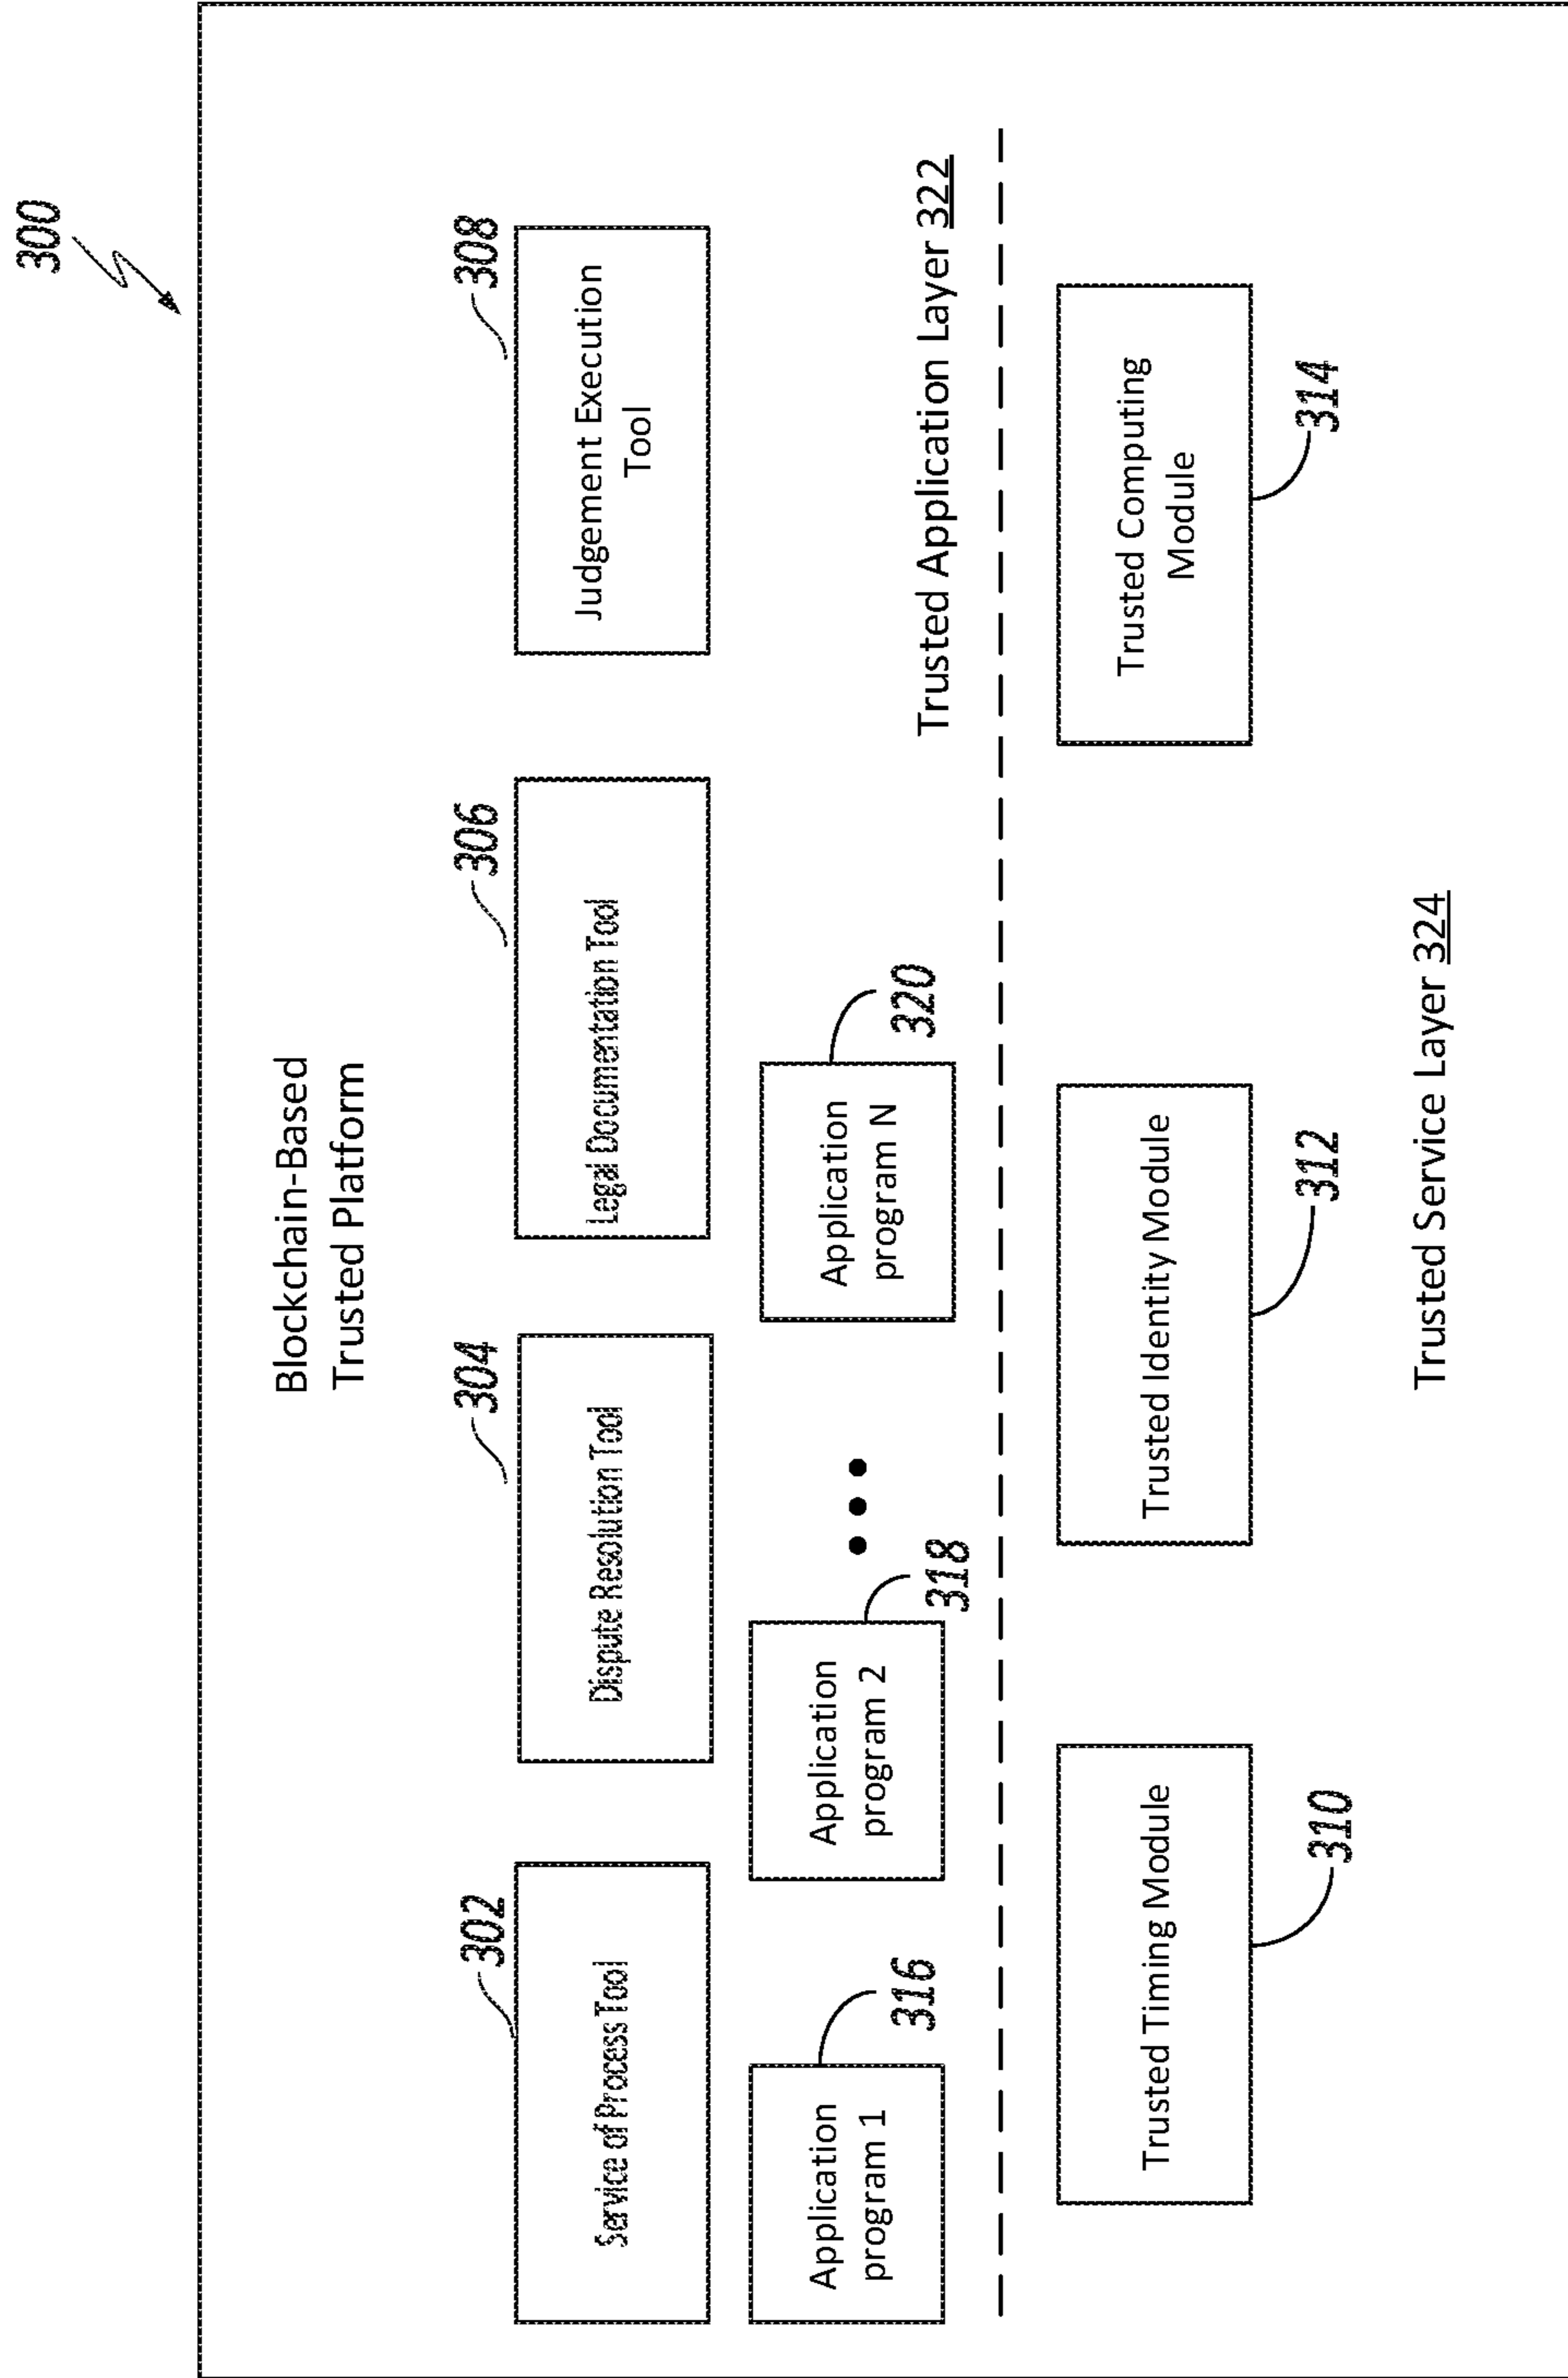 300
Blockchain-Based
Trusted Platform
302
304
306
308
Service of Process Tool
Dispute Resolution Tool
Legal Documentation Tool
Judgement Execution
Tool
Application
program 1
316
Application
program 2
318
Application
program N
320
Trusted Application Layer 322
Trusted Timing Module
310
Trusted Identity Module
312
Trusted Computing
Module
314
Trusted Service Layer 324